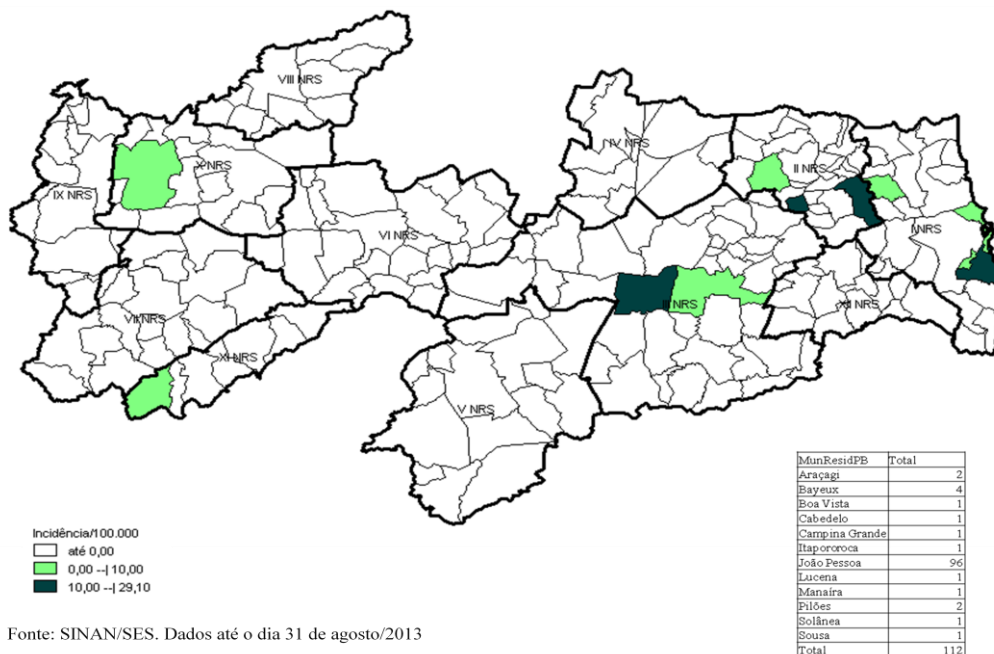 VIII NRS
IV NRS
II NRS
X NRS
IX NRS
I NRS
VI NRS
III NRS
XII NRS
VII NRS
XI NRS
V NRS
MunResidPB Total
Araçagi 2
Bayeux 4
Boa Vista 1
Cabedelo 1
Campina Grande 1
Itapororoca 1
João Pessoa 96
Lucena 1
Manaíra 1
Pilões 2
Solânea 1
Sousa 1
Total 112
Incidência/100.000
até 0,00
0,00 --| 10,00
10,00 --| 29,10
Fonte: SINAN/SES. Dados até o dia 31 de agosto/2013